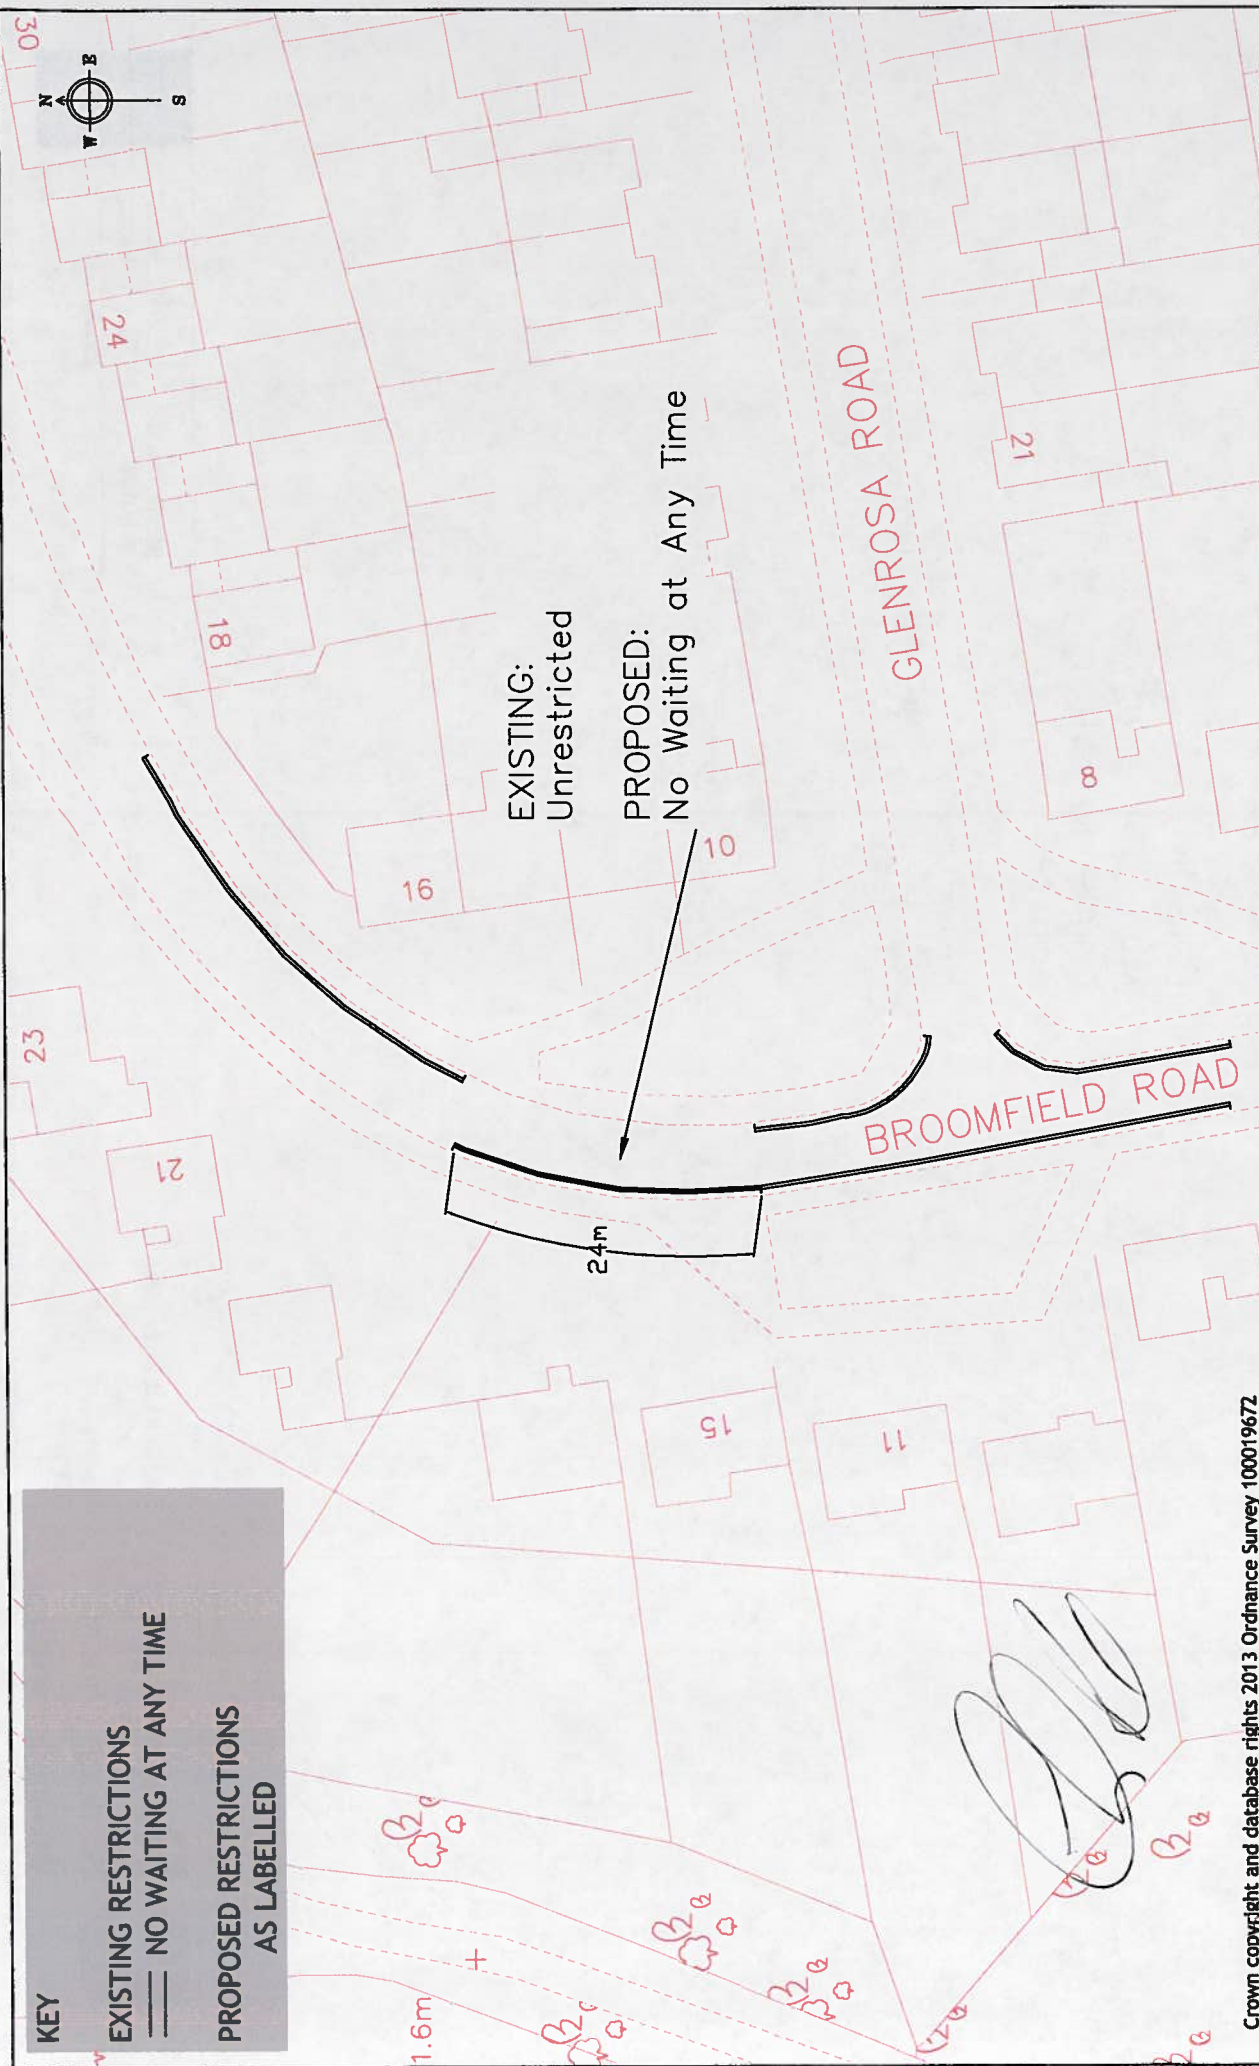 KEY
EXISTING RESTRICTIONS
NO WAITING AT ANY TIME
PROPOSED RESTRICTIONS
AS LABELLED
N
W
E
S
30
24
18
16
10
23
21
15
11
21
8
EXISTING:
Unrestricted
PROPOSED:
No Waiting at Any Time
24m
GLENROSA ROAD
BROOMFIELD ROAD
1.6m
Crown copyright and database rights 2013 Ordnance Survey 100019672